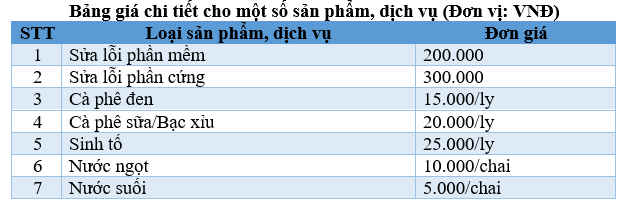 Bảng giá chi tiết cho một số sản phẩm, dịch vụ (Đơn vị: VNĐ)
STT Loại sản phẩm, dịch vụ Đơn giá
1 Sửa lỗi phần mềm 200.000
2 Sửa lỗi phần cứng 300.000
3 Cà phê đen 15.000/ly
4 Cà phê sữa/Bạc xỉu 20.000/ly
5 Sinh tố 25.000/ly
6 Nước ngọt 10.000/chai
7 Nước suối 5.000/chai